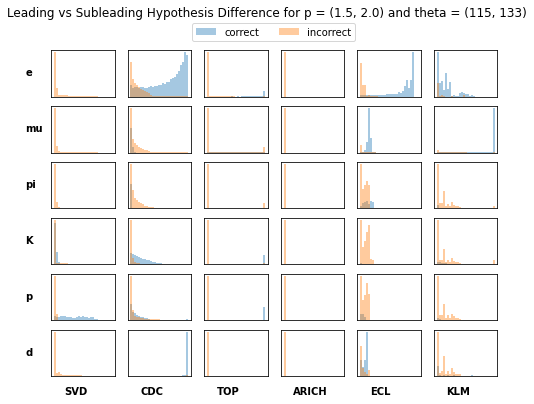 Leading vs Subleading Hypothesis Difference for p = (1.5, 2.0) and theta = (115, 133)
correct incorrect
e
mu
pi
K
p
d
SVD CDC TOP ARICH ECL KLM